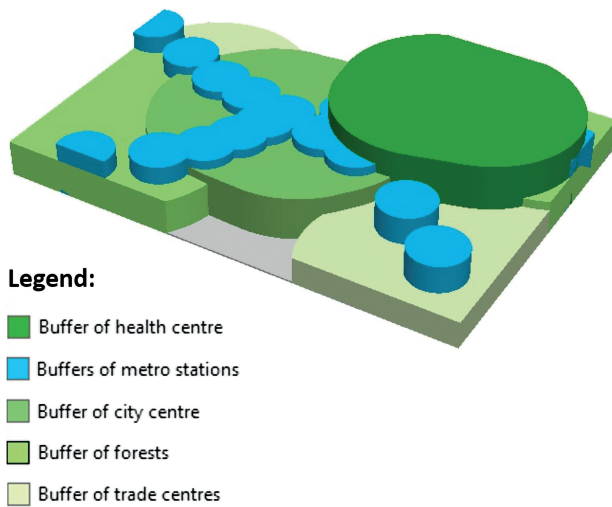 Legend:
Buffer of health centre
Buffers of metro stations
Buffer of city centre
Buffer of forests
Buffer of trade centres